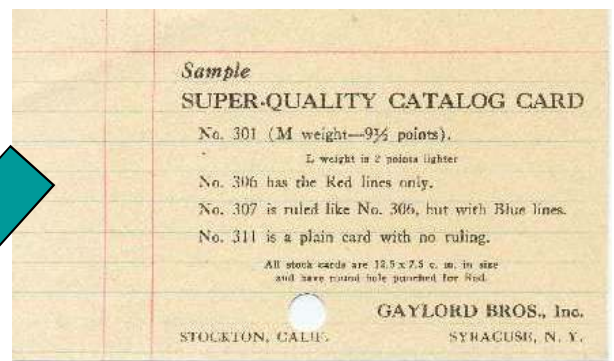 Sample
SUPER-QUALITY CATALOG CARD
No. 301 (M weight—9½ points).
L weight is 2 points lighter
No. 306 has the Red lines only.
No. 307 is ruled like No. 306, but with Blue lines.
No. 311 is a plain card with no ruling.
All stock cards are 12.5 x 7.5 c. m. in size
and have round hole punched for Rod.
GAYLORD BROS., Inc.
STOCKTON, CALIF. SYRACUSE, N. Y.